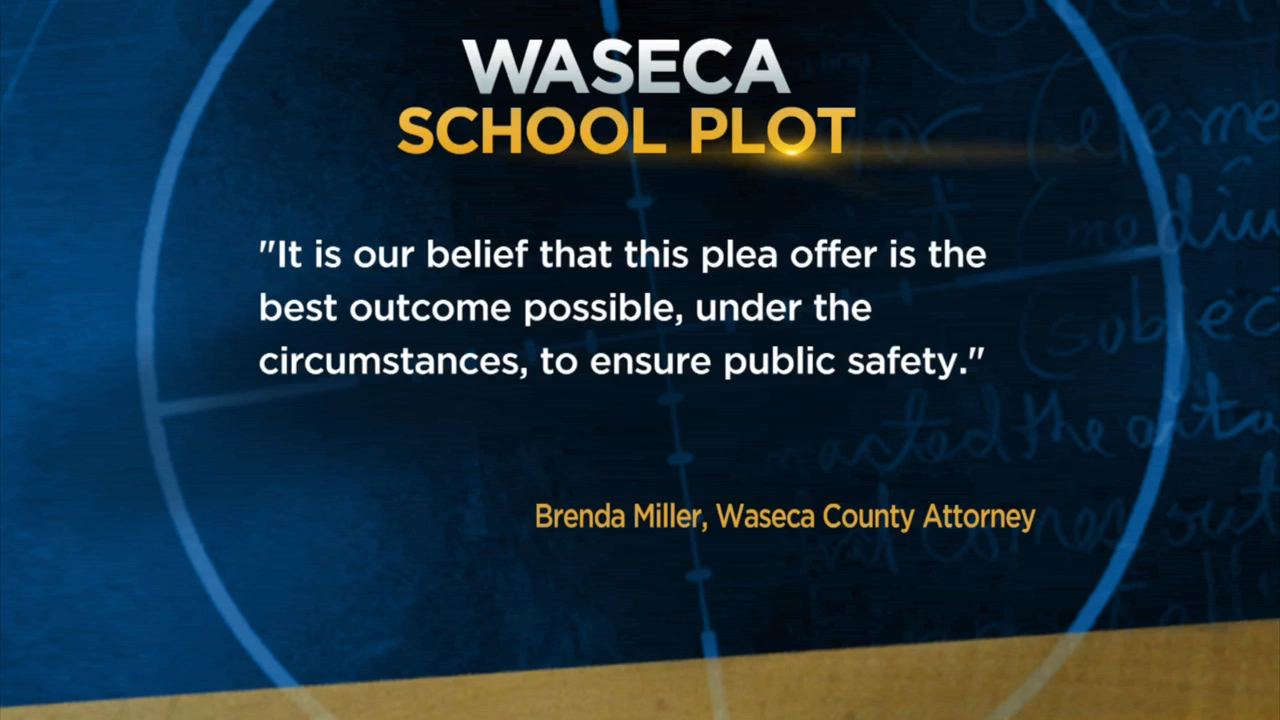 WASECA
SCHOOL PLOT
"It is our belief that this plea offer is the
best outcome possible, under the
circumstances, to ensure public safety."
Brenda Miller, Waseca County Attorney